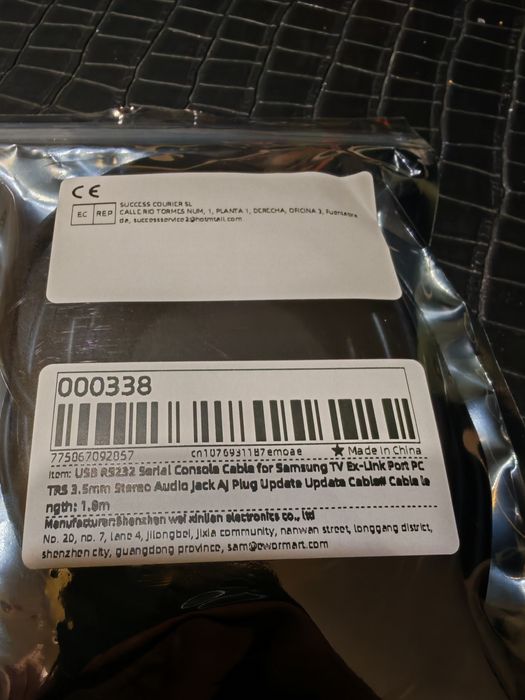 CE
EC REP
SUCCESS COURIER SL
CALLE RIO TORMES NUM, 1, PLANTA 1, DERECHA, OFICINA 3, Fuenlabra
da, successservice2@hotmail.com
000338
775867092857 cn1076931187emoae ★ Made in China
Item: USB RS232 Serial Console Cable for Samsung TV Ex-Link Port PC
TRS 3.5mm Stereo Audio Jack AJ Plug Update Update Cable# Cable le
ngth: 1.8m
Manufacturer:Shenzhen wei xinlian electronics co., ltd
No. 20, no. 7, lane 4, jilongbei, jixia community, nanwan street, longgang district,
shenzhen city, guangdong province, sam@ewormart.com